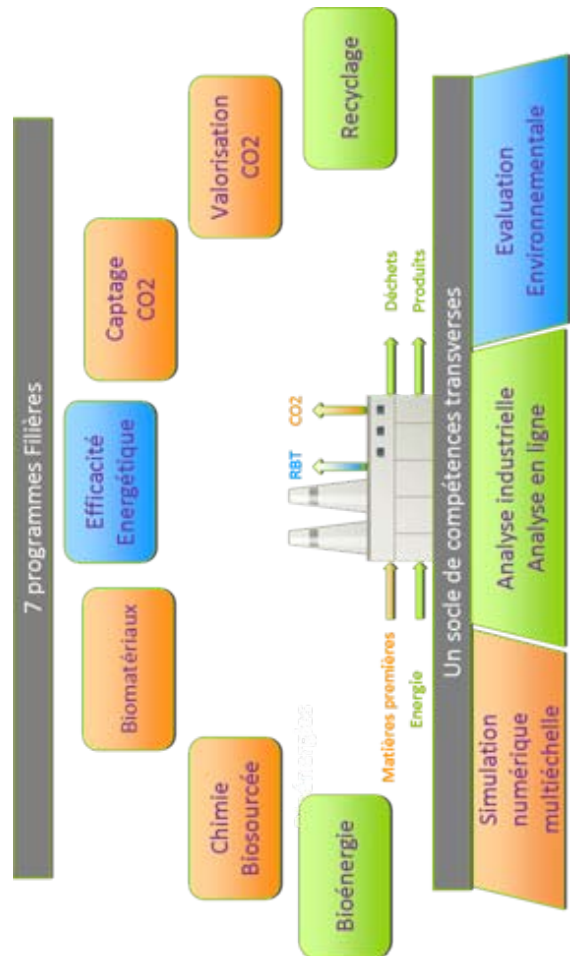 7 programmes Filières
Efficacité
Energétique
Biomatériaux
Captage
CO2
Chimie
Biosourcée
Valorisation
CO2
Bioénergie
Recyclage
RBT
CO2
Matières premières
Energie
Déchets
Produits
Un socle de compétences transverses
Simulation
numérique
multiéchelle
Analyse industrielle
Analyse en ligne
Evaluation
Environnementale